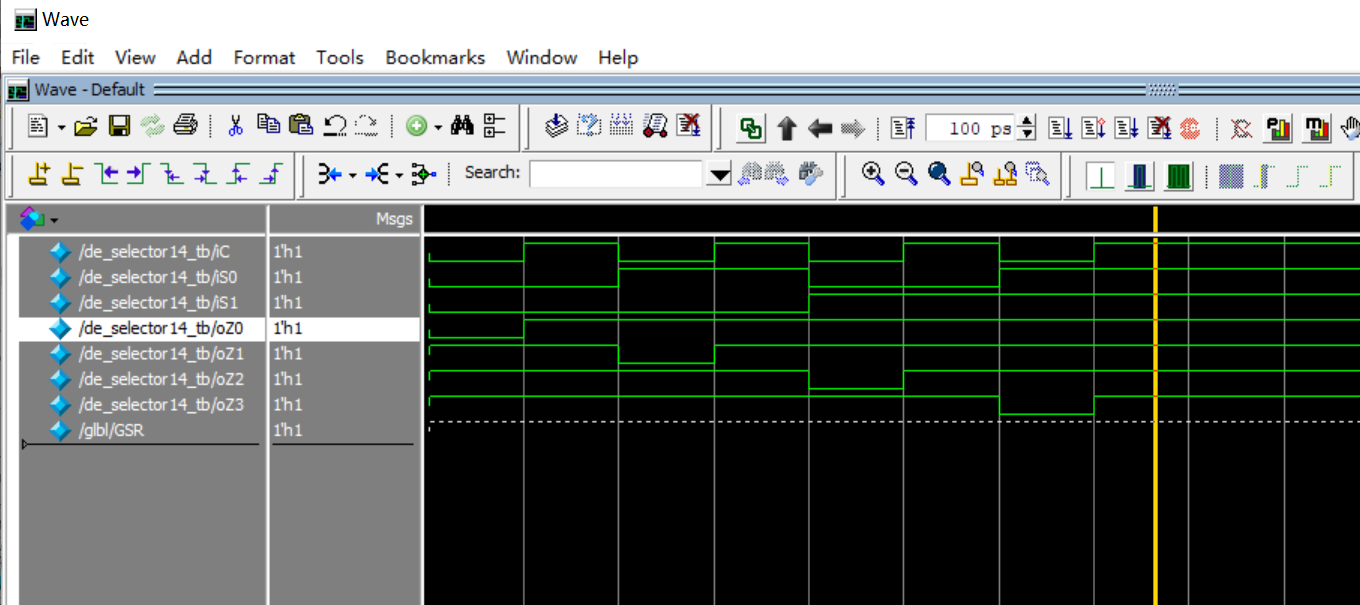 Wave
File Edit View Add Format Tools Bookmarks Window Help
Wave - Default
100 ps
Search:
Msgs
/de_selector14_tb/iC 1'h1
/de_selector14_tb/iS0 1'h1
/de_selector14_tb/iS1 1'h1
/de_selector14_tb/oZ0 1'h1
/de_selector14_tb/oZ1 1'h1
/de_selector14_tb/oZ2 1'h1
/de_selector14_tb/oZ3 1'h1
/glbl/GSR 1'h1